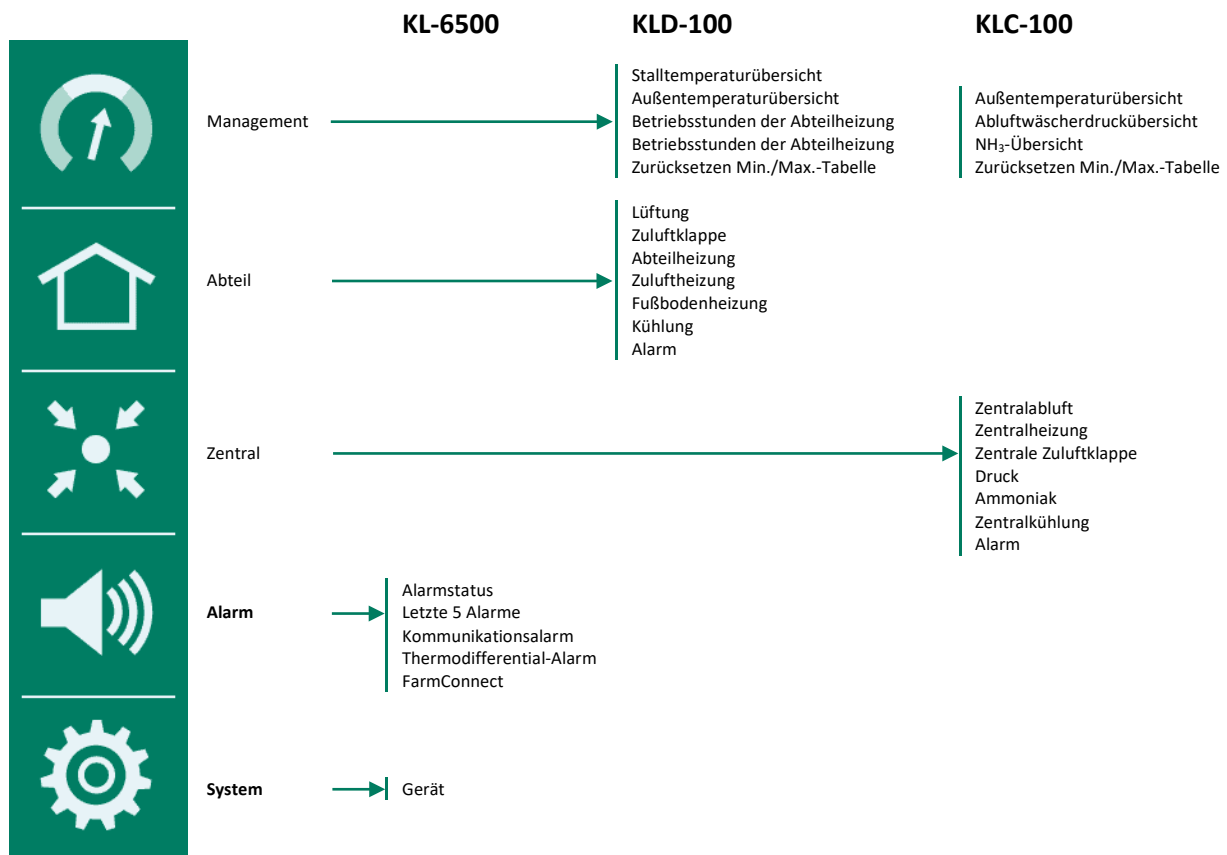 KL-6500
KLD-100
KLC-100
Management
Stalltemperaturübersicht
Außentemperaturübersicht
Betriebsstunden der Abteilheizung
Betriebsstunden der Abteilheizung
Zurücksetzen Min./Max.-Tabelle
Außentemperaturübersicht
Abluftwäscherdruckübersicht
NH₃-Übersicht
Zurücksetzen Min./Max.-Tabelle
Abteil
Lüftung
Zuluftklappe
Abteilheizung
Zuluftheizung
Fußbodenheizung
Kühlung
Alarm
Zentral
Zentralabluft
Zentralheizung
Zentrale Zuluftklappe
Druck
Ammoniak
Zentralkühlung
Alarm
Alarm
Alarmstatus
Letzte 5 Alarme
Kommunikationsalarm
Thermodifferential-Alarm
FarmConnect
System
Gerät